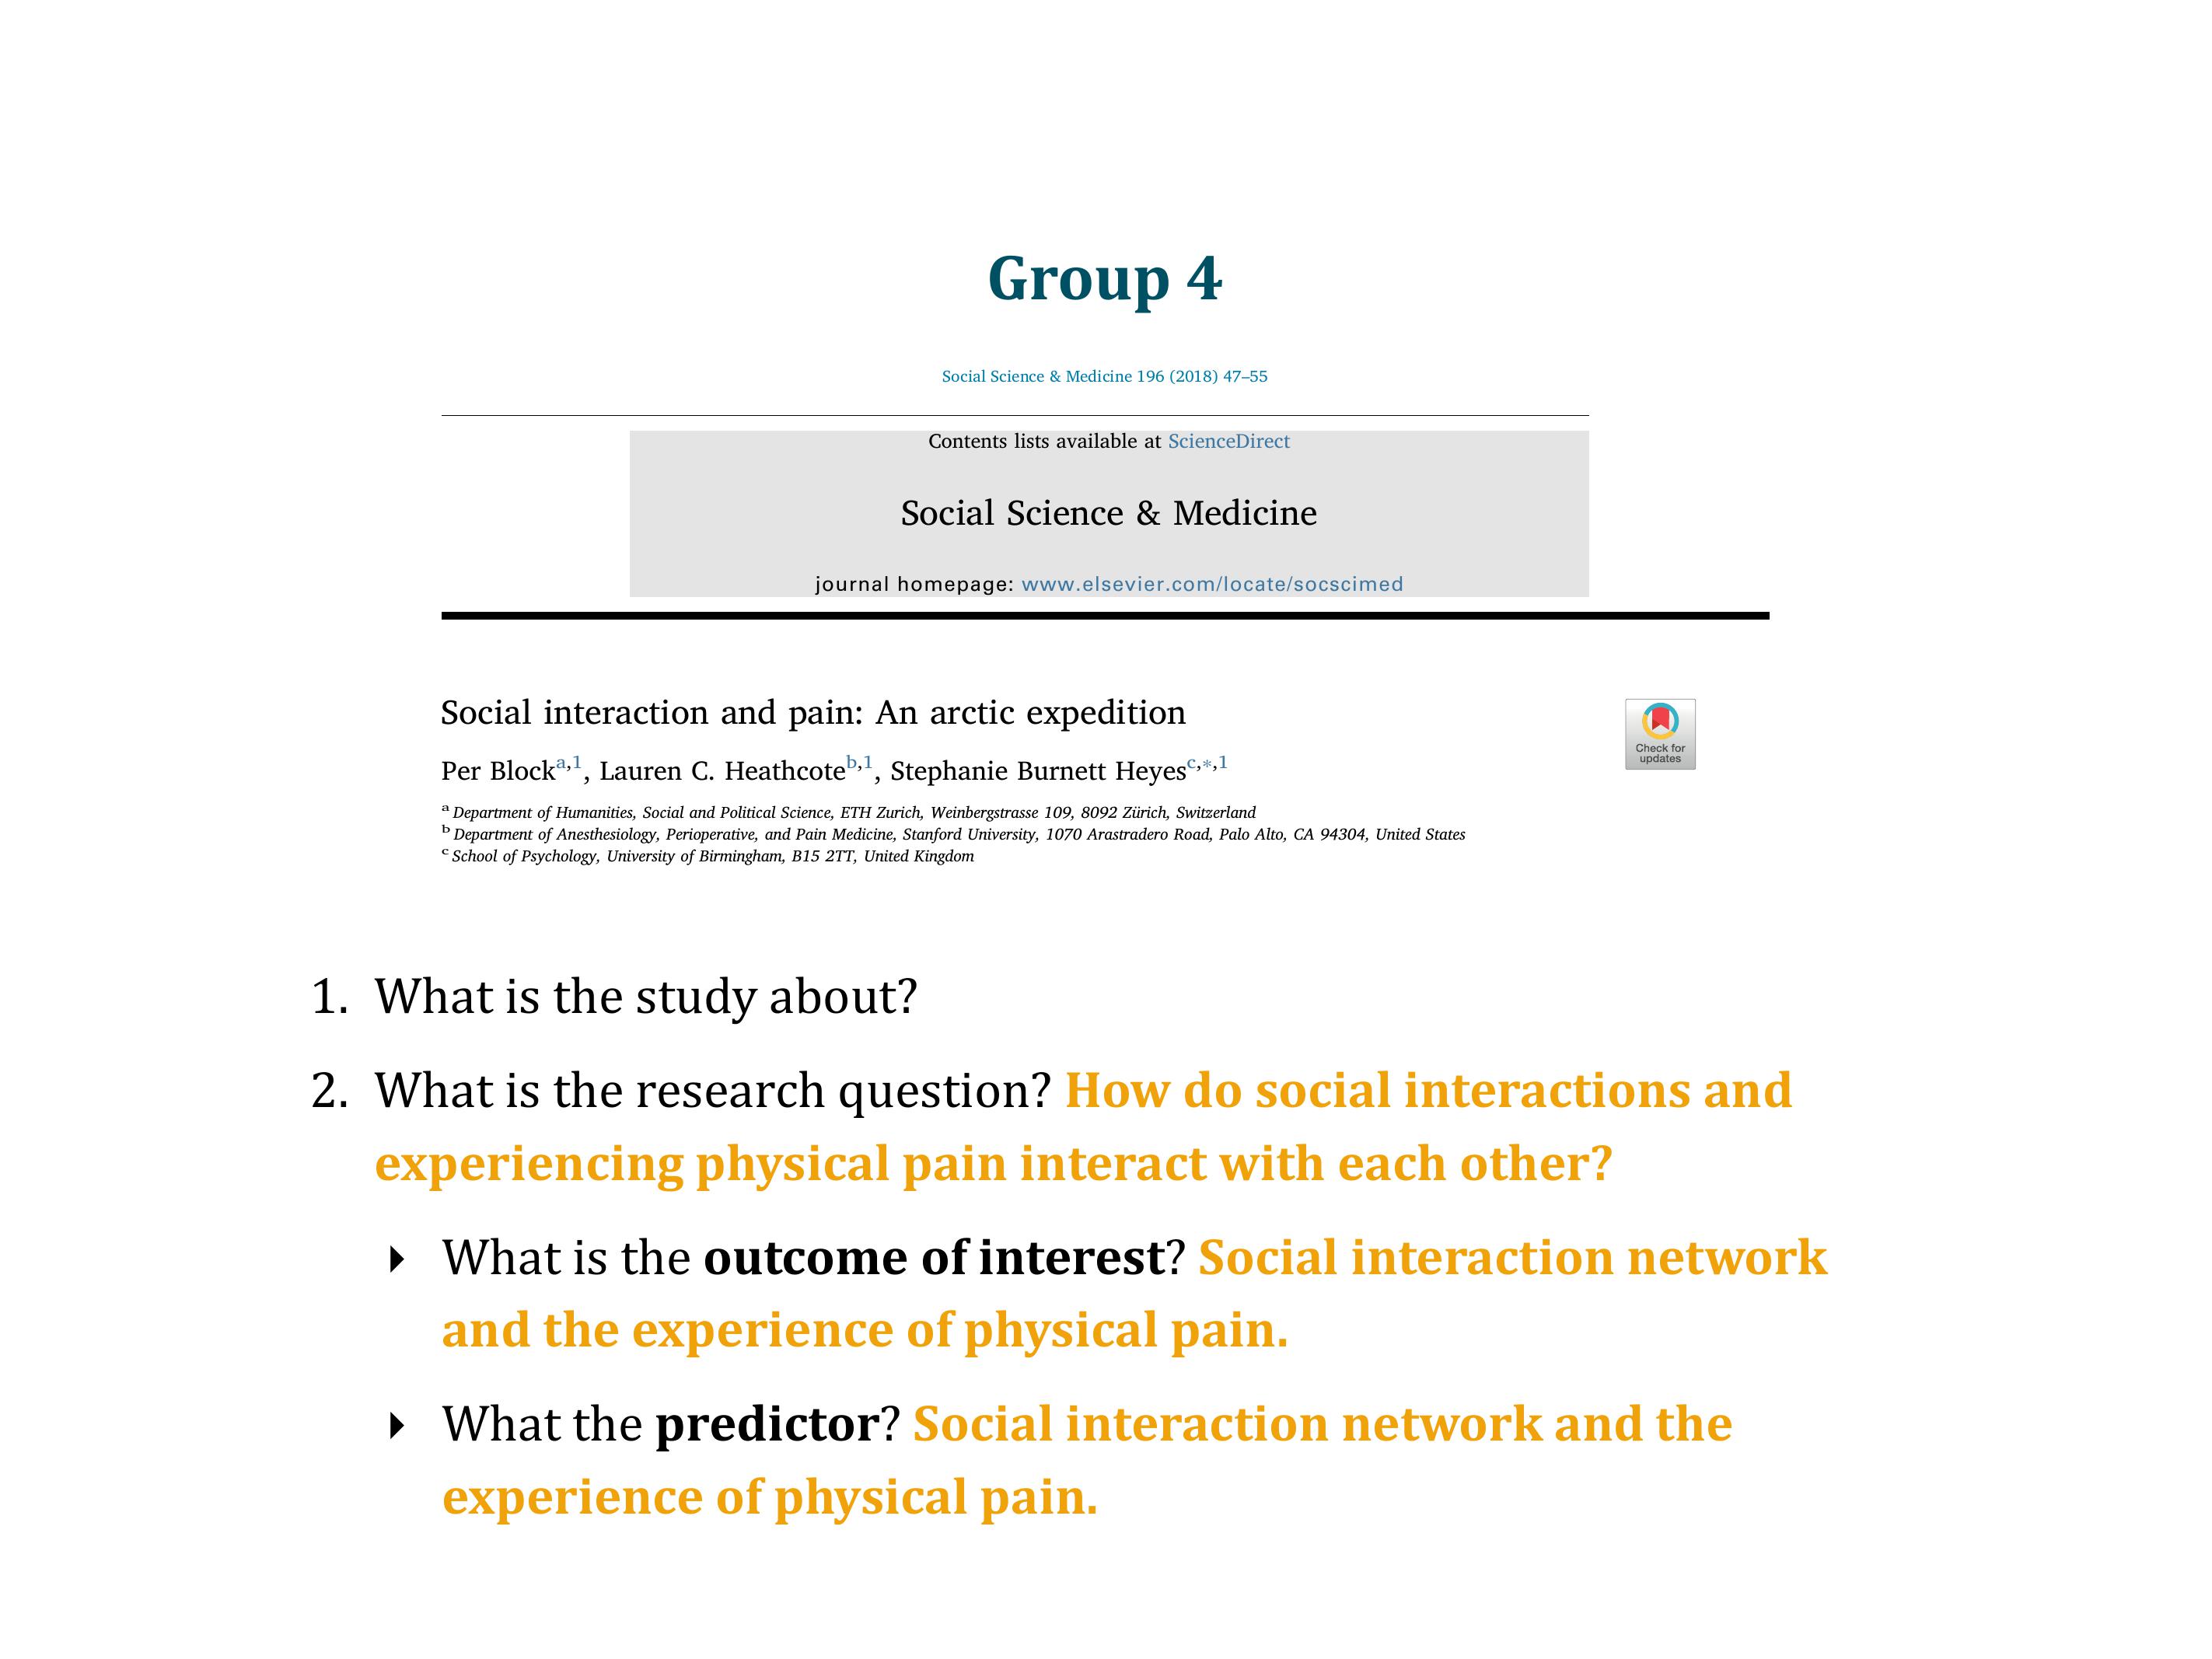 Group 4
Social Science & Medicine 196 (2018) 47–55
Contents lists available at ScienceDirect
Social Science & Medicine
journal homepage: www.elsevier.com/locate/socscimed
Social interaction and pain: An arctic expedition
Check for
updates
Per Block a,1, Lauren C. Heathcote b,1, Stephanie Burnett Heyes c,∗,1
a Department of Humanities, Social and Political Science, ETH Zurich, Weinbergstrasse 109, 8092 Zürich, Switzerland
b Department of Anesthesiology, Perioperative, and Pain Medicine, Stanford University, 1070 Arastradero Road, Palo Alto, CA 94304, United States
c School of Psychology, University of Birmingham, B15 2TT, United Kingdom
1. What is the study about?
2. What is the research question? How do social interactions and
experiencing physical pain interact with each other?
‣ What is the outcome of interest? Social interaction network
and the experience of physical pain.
‣ What the predictor? Social interaction network and the
experience of physical pain.